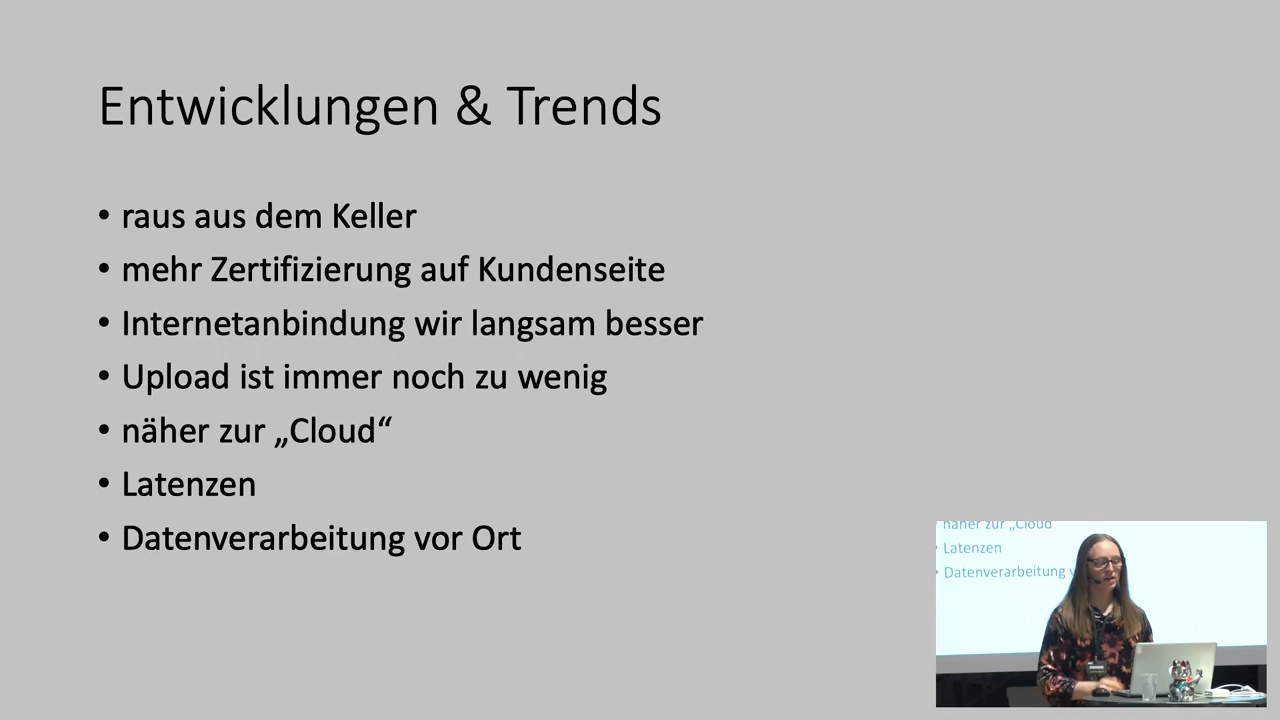 Entwicklungen & Trends
• raus aus dem Keller
• mehr Zertifizierung auf Kundenseite
• Internetanbindung wir langsam besser
• Upload ist immer noch zu wenig
• näher zur „Cloud“
• Latenzen
• Datenverarbeitung vor Ort
näher zur „Cloud
• Latenzen
• Datenverarbeitung v